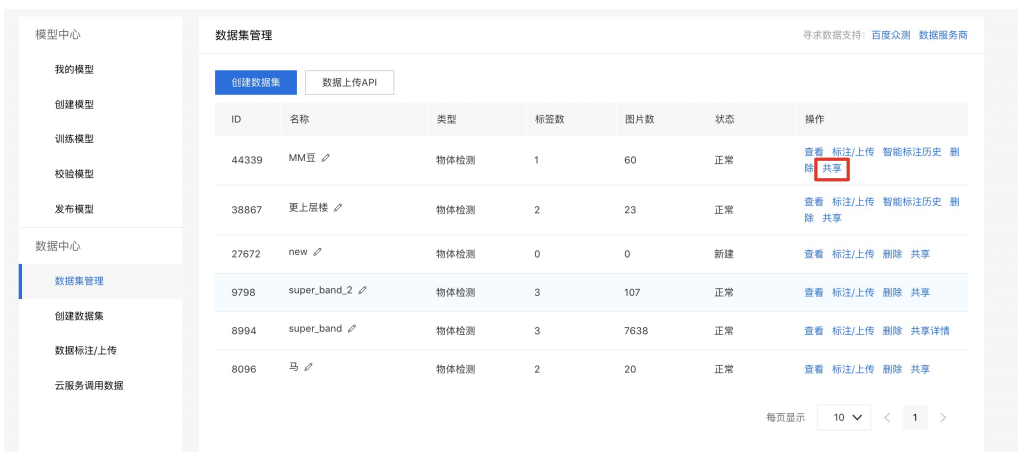 模型中心
我的模型
创建模型
训练模型
校验模型
发布模型
数据中心
数据集管理
创建数据集
数据标注/上传
云服务调用数据
数据集管理
寻求数据支持: 百度众测 数据服务商
创建数据集 数据上传API
ID 名称 类型 标签数 图片数 状态 操作
44339 MM豆 物体检测 1 60 正常 查看 标注/上传 智能标注历史 删
除 共享
38867 更上层楼 物体检测 2 23 正常 查看 标注/上传 智能标注历史 删
除 共享
27672 new 物体检测 0 0 新建 查看 标注/上传 删除 共享
9798 super_band_2 物体检测 3 107 正常 查看 标注/上传 删除 共享
8994 super_band 物体检测 3 7638 正常 查看 标注/上传 删除 共享详情
8096 马 物体检测 2 20 正常 查看 标注/上传 删除 共享
每页显示 10 < 1 >